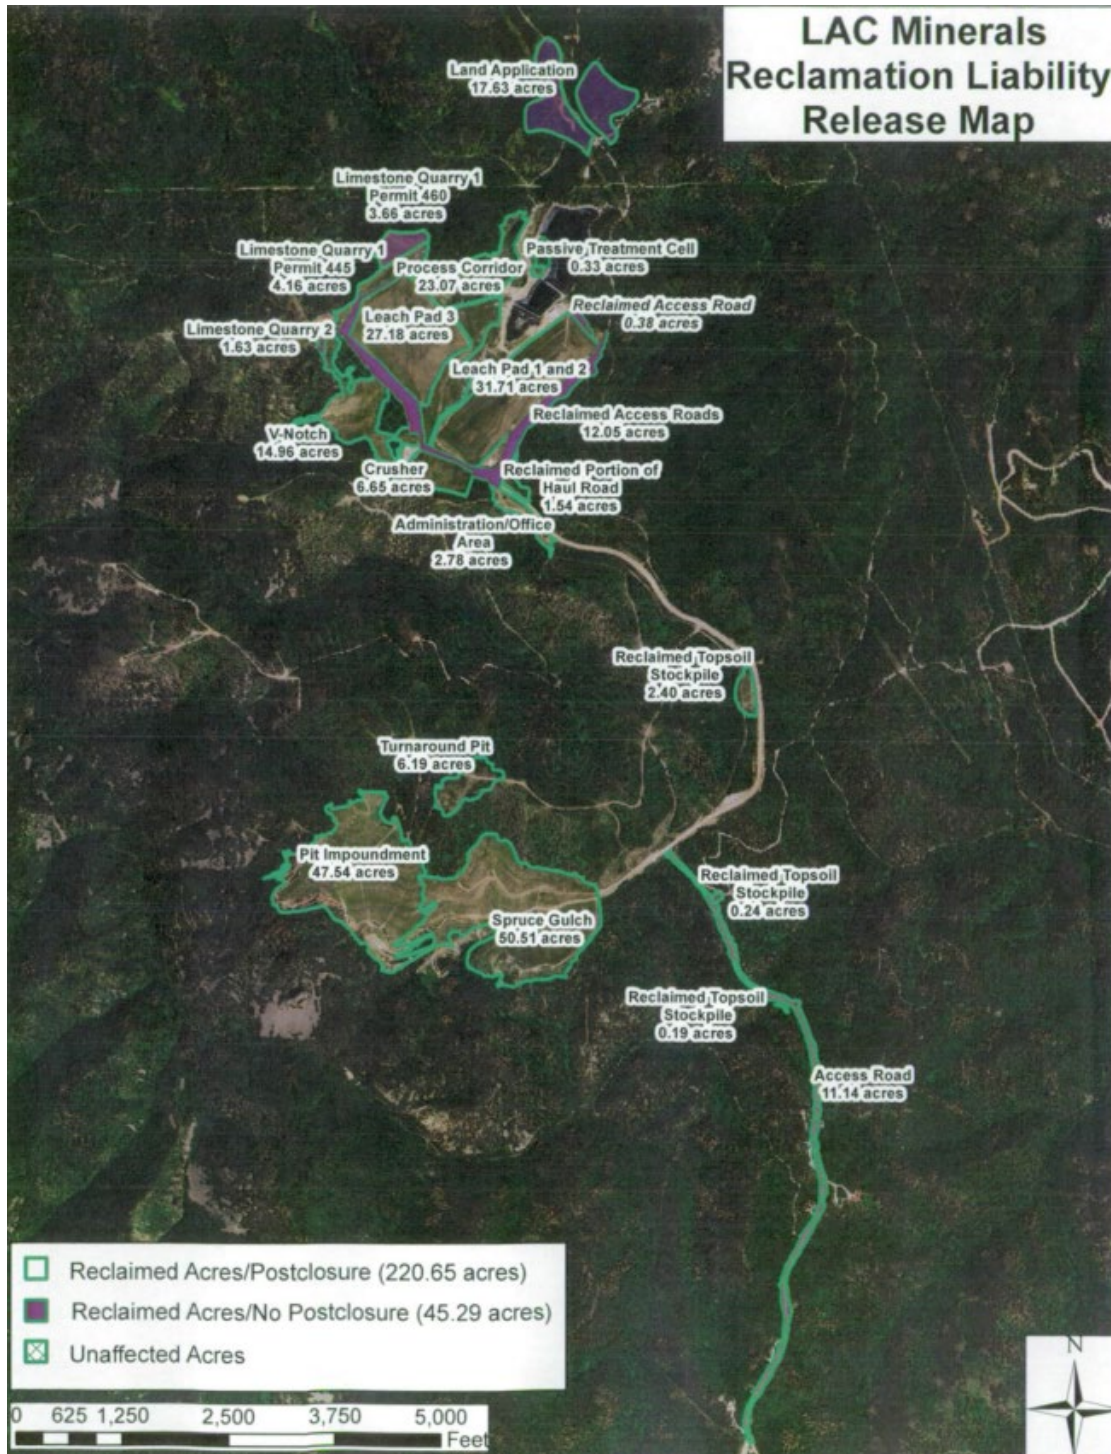 LAC Minerals
Reclamation Liability
Release Map
Land Application
17.63 acres
Limestone Quarry 1
Permit 460
3.66 acres
Limestone Quarry 1
Permit 445
4.16 acres
Process Corridor
23.07 acres
Passive Treatment Cell
0.33 acres
Reclaimed Access Road
0.38 acres
Leach Pad 3
27.18 acres
Limestone Quarry 2
1.63 acres
Leach Pad 1 and 2
31.71 acres
Reclaimed Access Roads
12.05 acres
V-Notch
14.96 acres
Crusher
6.65 acres
Reclaimed Portion of
Haul Road
1.54 acres
Administration/Office
Area
2.78 acres
Reclaimed Topsoil
Stockpile
2.40 acres
Turnaround Pit
6.19 acres
Pit Impoundment
47.54 acres
Reclaimed Topsoil
Stockpile
0.24 acres
Spruce Gulch
50.51 acres
Reclaimed Topsoil
Stockpile
0.19 acres
Access Road
11.14 acres
Reclaimed Acres/Postclosure (220.65 acres)
Reclaimed Acres/No Postclosure (45.29 acres)
Unaffected Acres
N
0 625 1,250 2,500 3,750 5,000
Feet